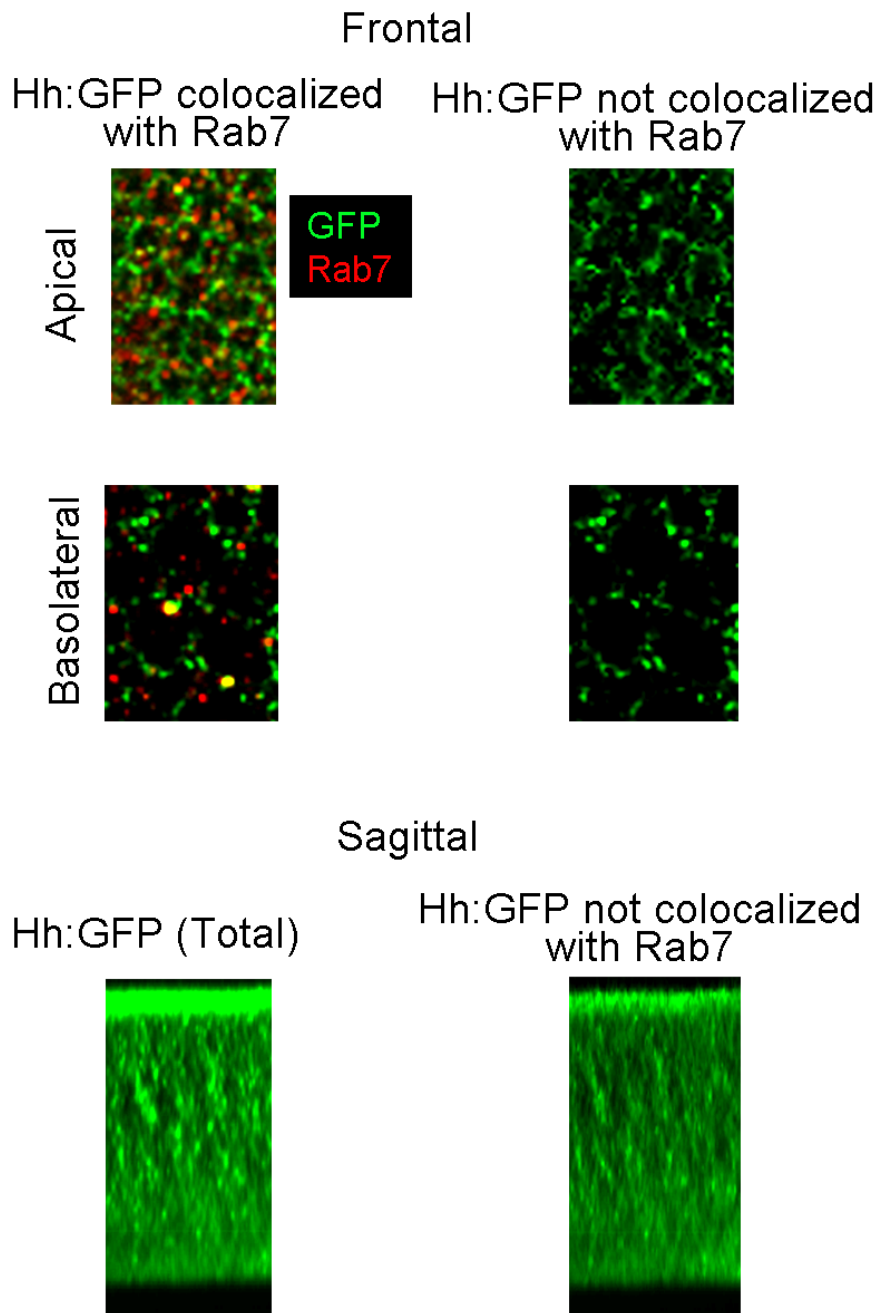 Frontal
Hh:GFP colocalized
with Rab7
Hh:GFP not colocalized
with Rab7
GFP
Rab7
Apical
Basolateral
Sagittal
Hh:GFP (Total)
Hh:GFP not colocalized
with Rab7